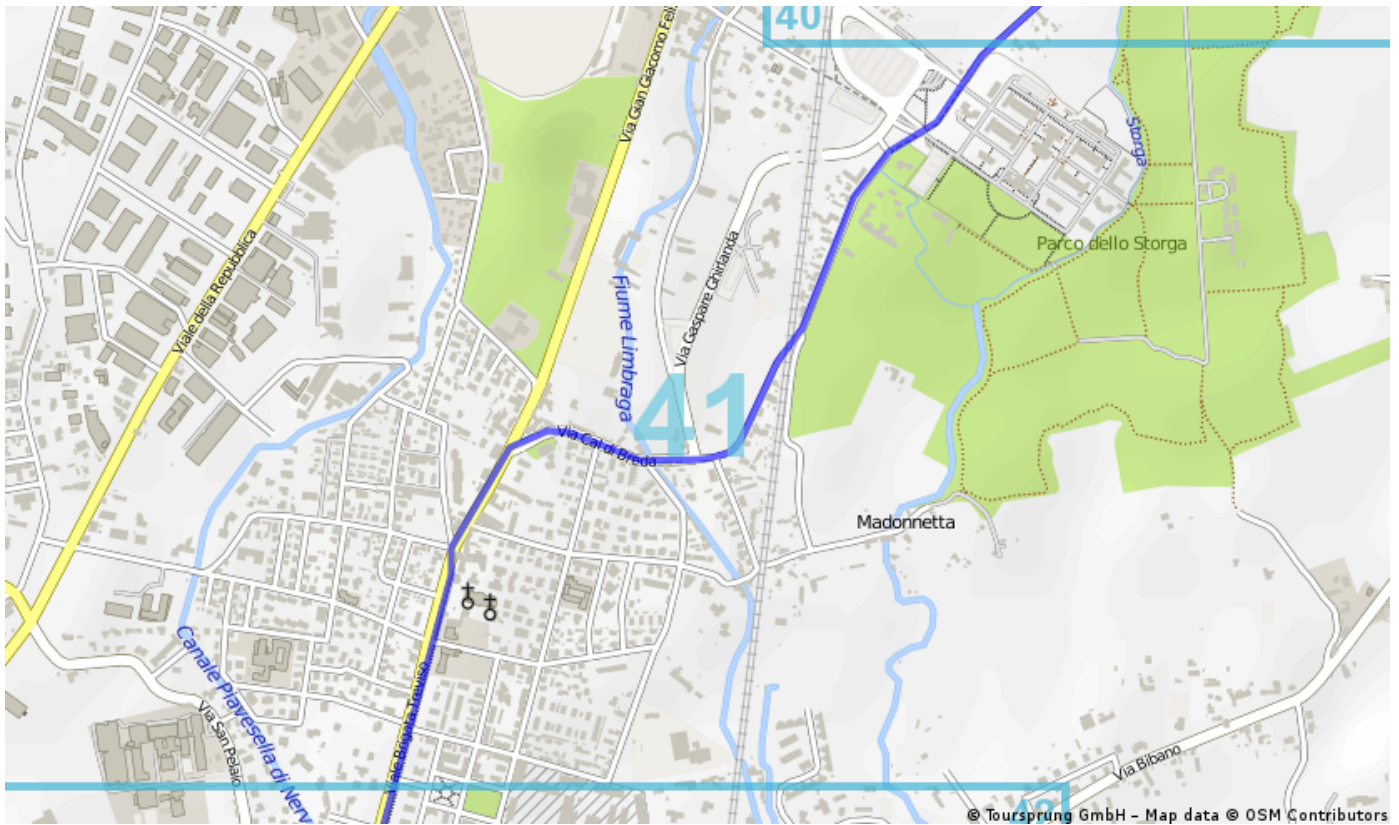 40
Via Gian Giacomo Feli
Storga
Parco dello Storga
Viale della Repubblica
Via Gaspare Ghirlanda
Fiume Limbraga
41
Via Cal di Breda
Madonnetta
Canale Piavesella di Nerv
Viale Brigata Treviso
Via San Pelaio
Via Bibano
42
© Toursprung GmbH – Map data © OSM Contributors